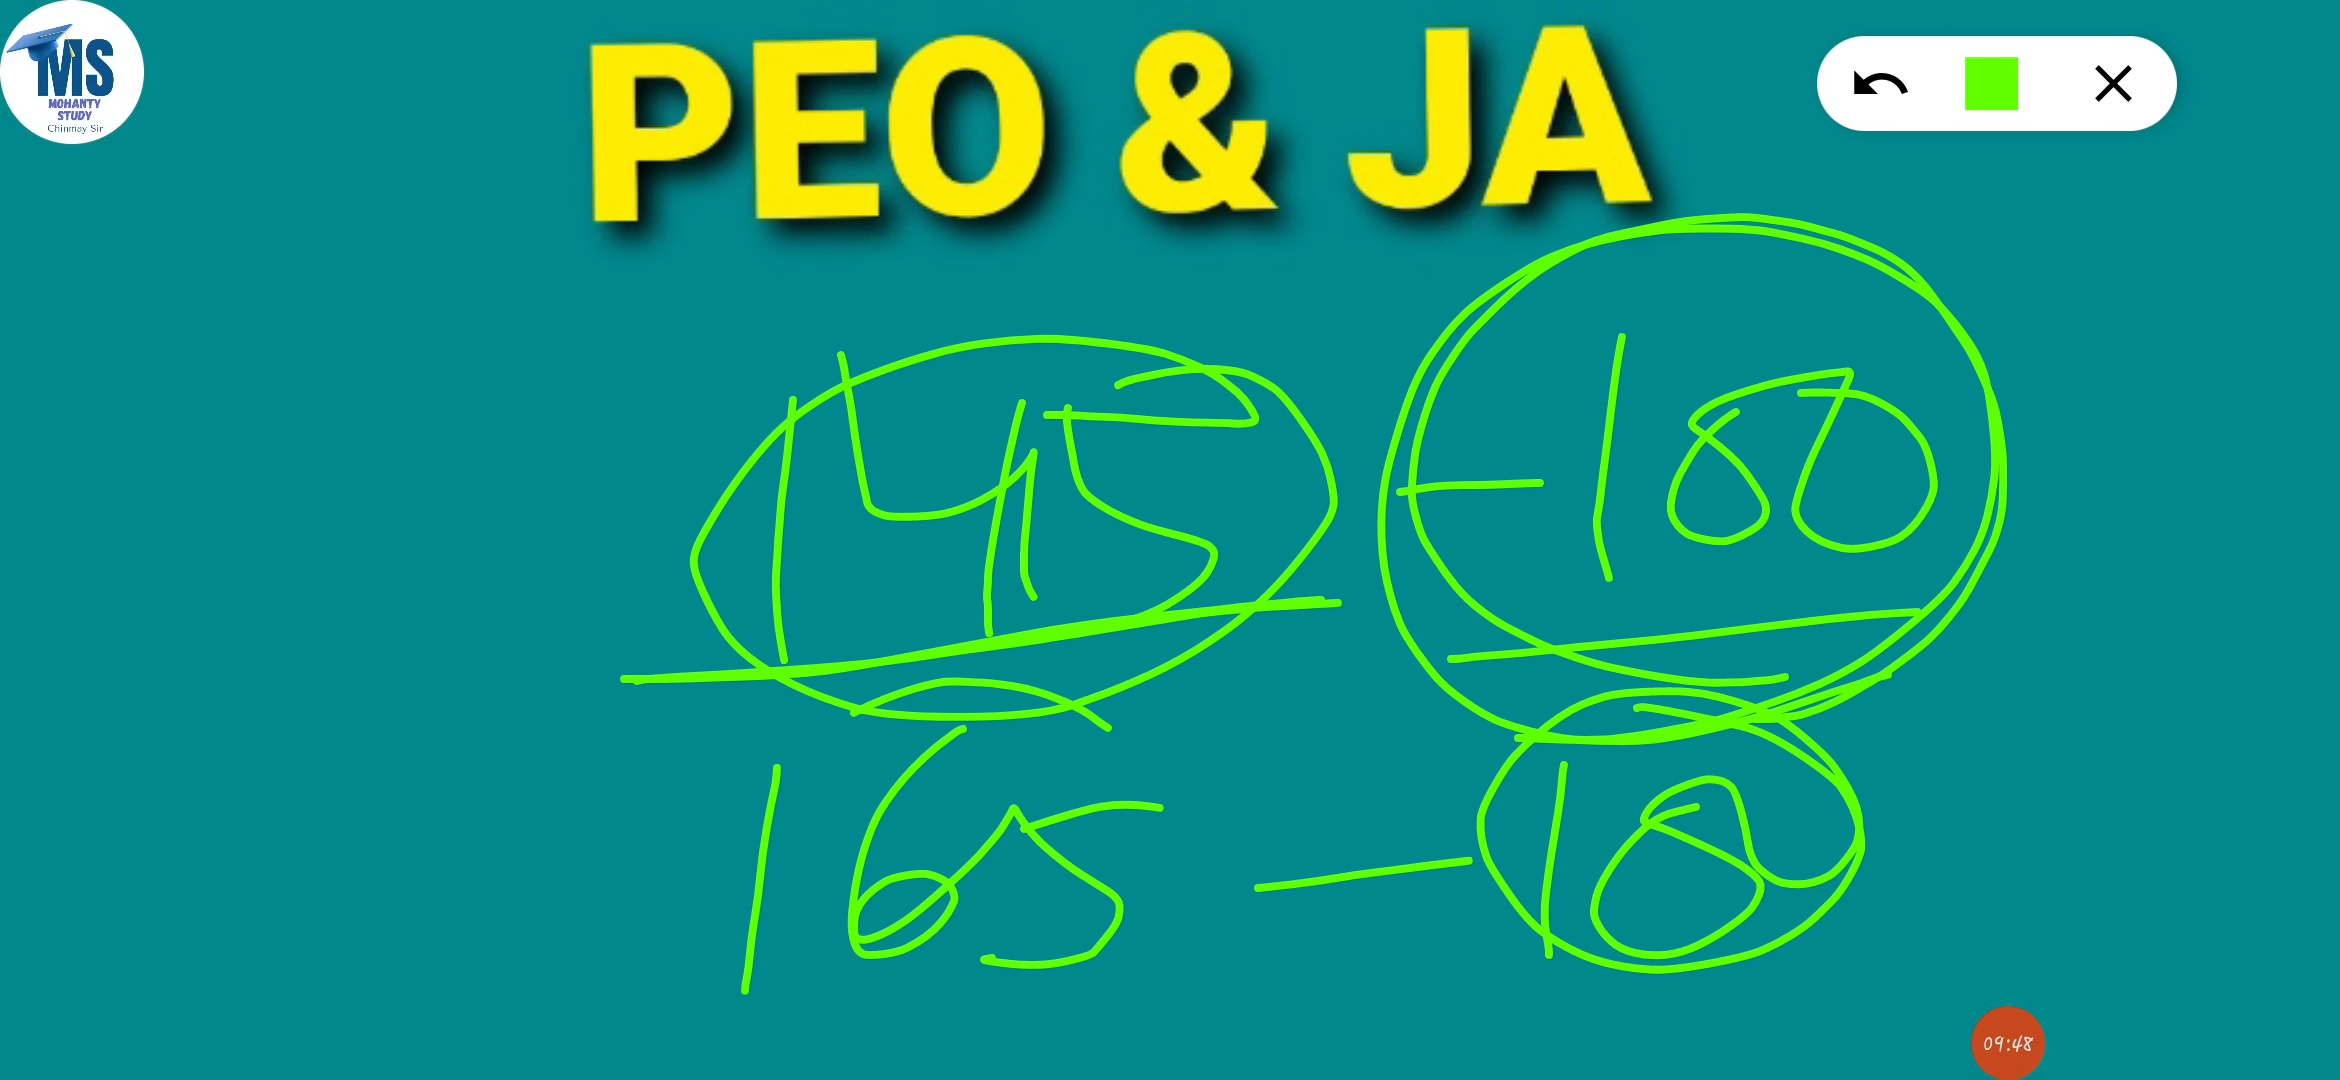 MS
MOHANTY
STUDY
Chinmay Sir
PEO & JA
145 - 180
165 - 18
09:48